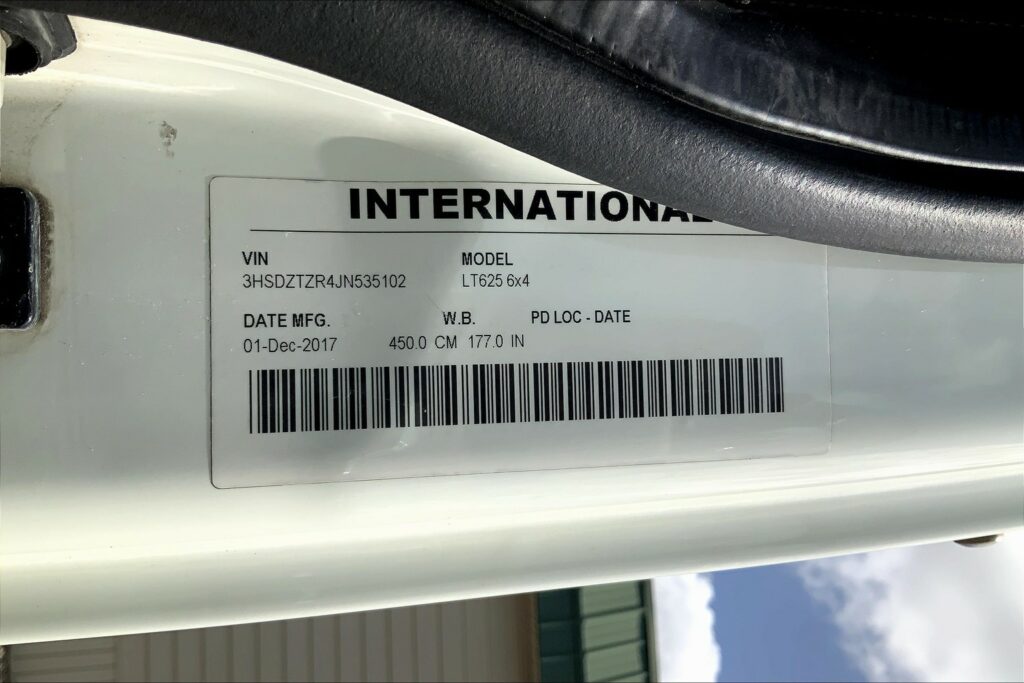 INTERNATIONAL
VIN MODEL
3HSDZTZR4JN535102 LT625 6x4
DATE MFG. W.B. PD LOC - DATE
01-Dec-2017 450.0 CM 177.0 IN